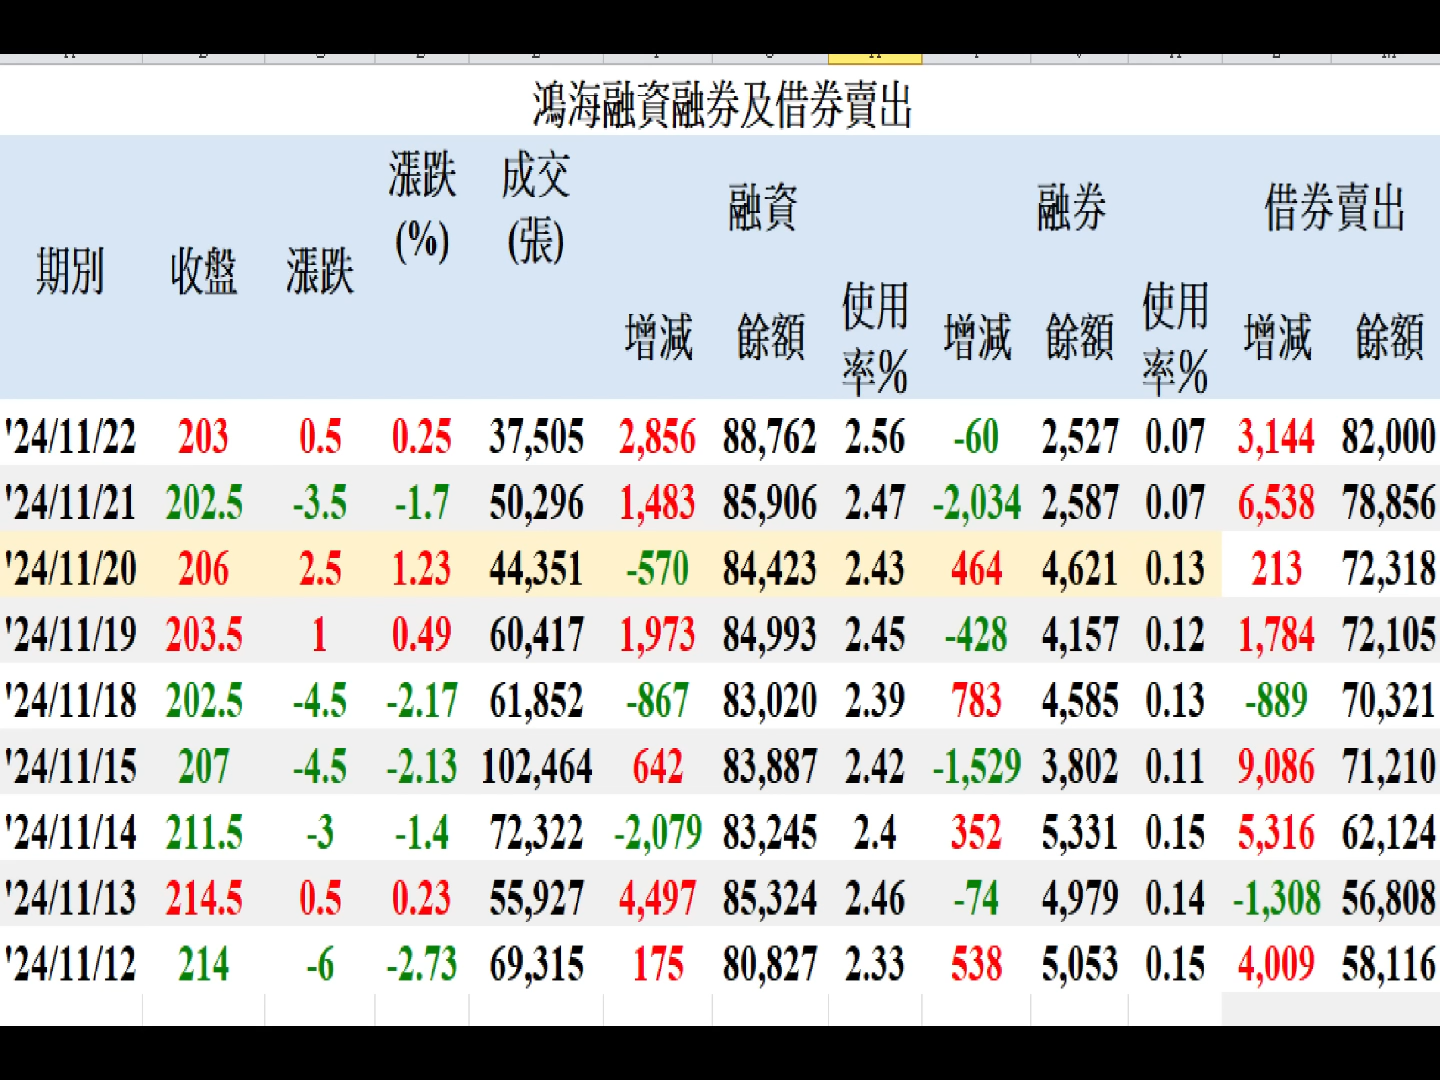 鴻海融資融券及借券賣出
期別 收盤 漲跌 漲跌(%) 成交(張) 融資 融券 借券賣出
增減 餘額 使用率% 增減 餘額 使用率% 增減 餘額
'24/11/22 203 0.5 0.25 37,505 2,856 88,762 2.56 -60 2,527 0.07 3,144 82,000
'24/11/21 202.5 -3.5 -1.7 50,296 1,483 85,906 2.47 -2,034 2,587 0.07 6,538 78,856
'24/11/20 206 2.5 1.23 44,351 -570 84,423 2.43 464 4,621 0.13 213 72,318
'24/11/19 203.5 1 0.49 60,417 1,973 84,993 2.45 -428 4,157 0.12 1,784 72,105
'24/11/18 202.5 -4.5 -2.17 61,852 -867 83,020 2.39 783 4,585 0.13 -889 70,321
'24/11/15 207 -4.5 -2.13 102,464 642 83,887 2.42 -1,529 3,802 0.11 9,086 71,210
'24/11/14 211.5 -3 -1.4 72,322 -2,079 83,245 2.4 352 5,331 0.15 5,316 62,124
'24/11/13 214.5 0.5 0.23 55,927 4,497 85,324 2.46 -74 4,979 0.14 -1,308 56,808
'24/11/12 214 -6 -2.73 69,315 175 80,827 2.33 538 5,053 0.15 4,009 58,116